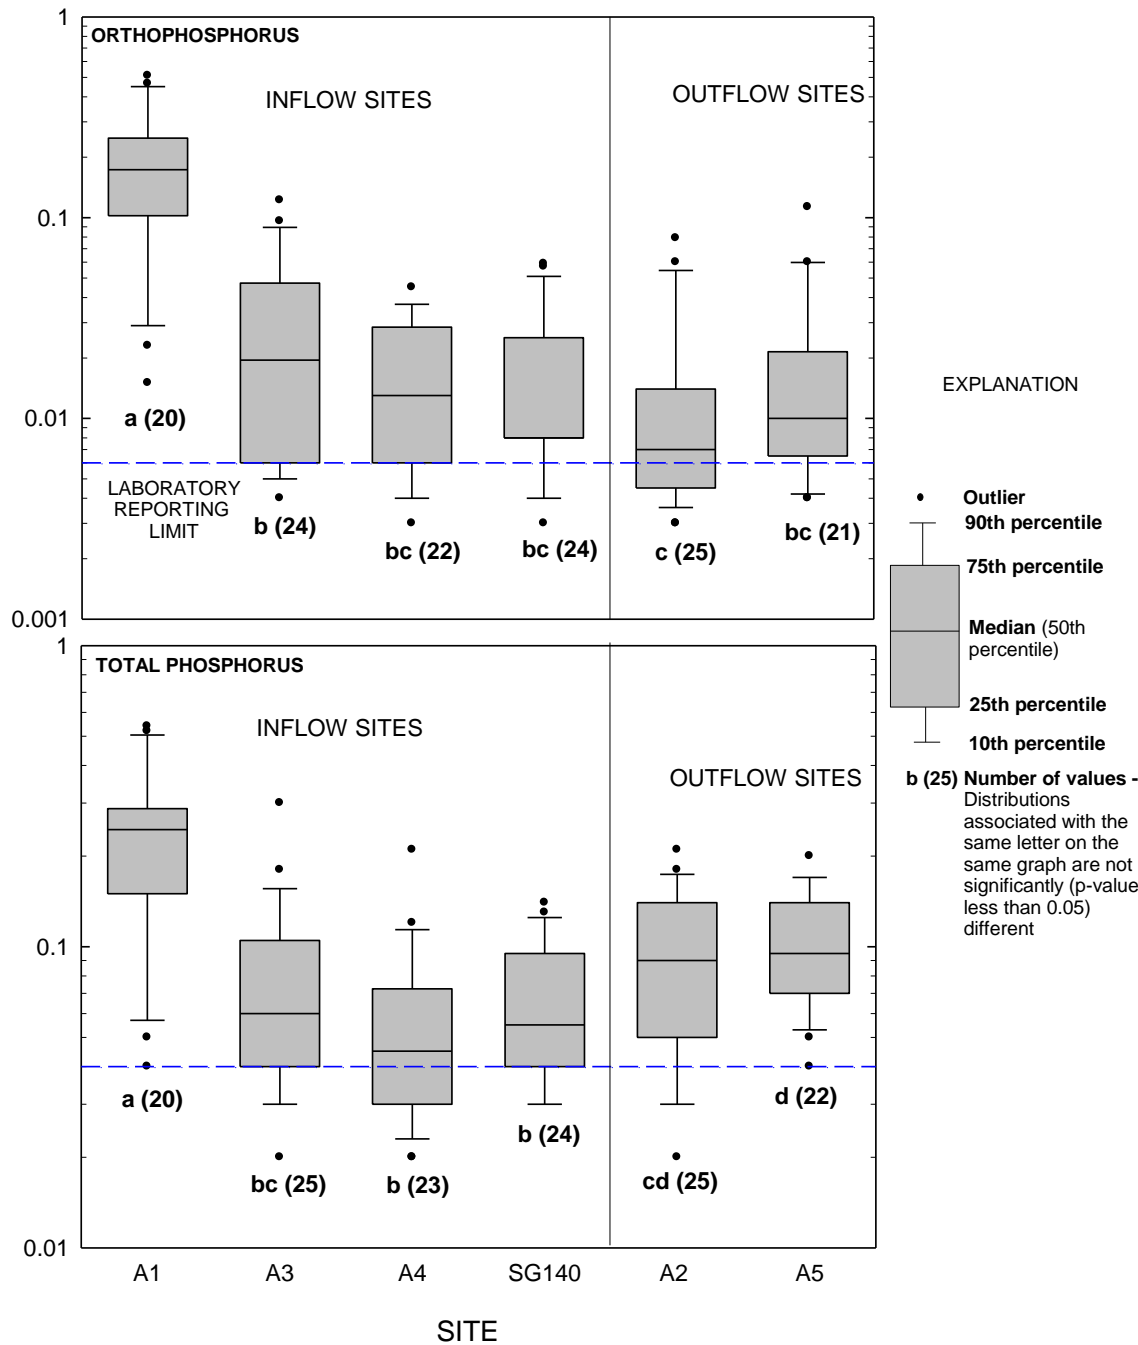 1
ORTHOPHOSPHORUS
INFLOW SITES
OUTFLOW SITES
0.1
0.01
0.001
a (20)
LABORATORY
REPORTING
LIMIT
b (24)
bc (22)
bc (24)
c (25)
bc (21)
1
TOTAL PHOSPHORUS
INFLOW SITES
OUTFLOW SITES
0.1
0.01
a (20)
bc (25)
b (23)
b (24)
cd (25)
d (22)
A1
A3
A4
SG140
A2
A5
SITE
EXPLANATION
Outlier
90th percentile
75th percentile
Median (50th
percentile)
25th percentile
10th percentile
b (25) Number of values -
Distributions
associated with the
same letter on the
same graph are not
significantly (p-value
less than 0.05)
different